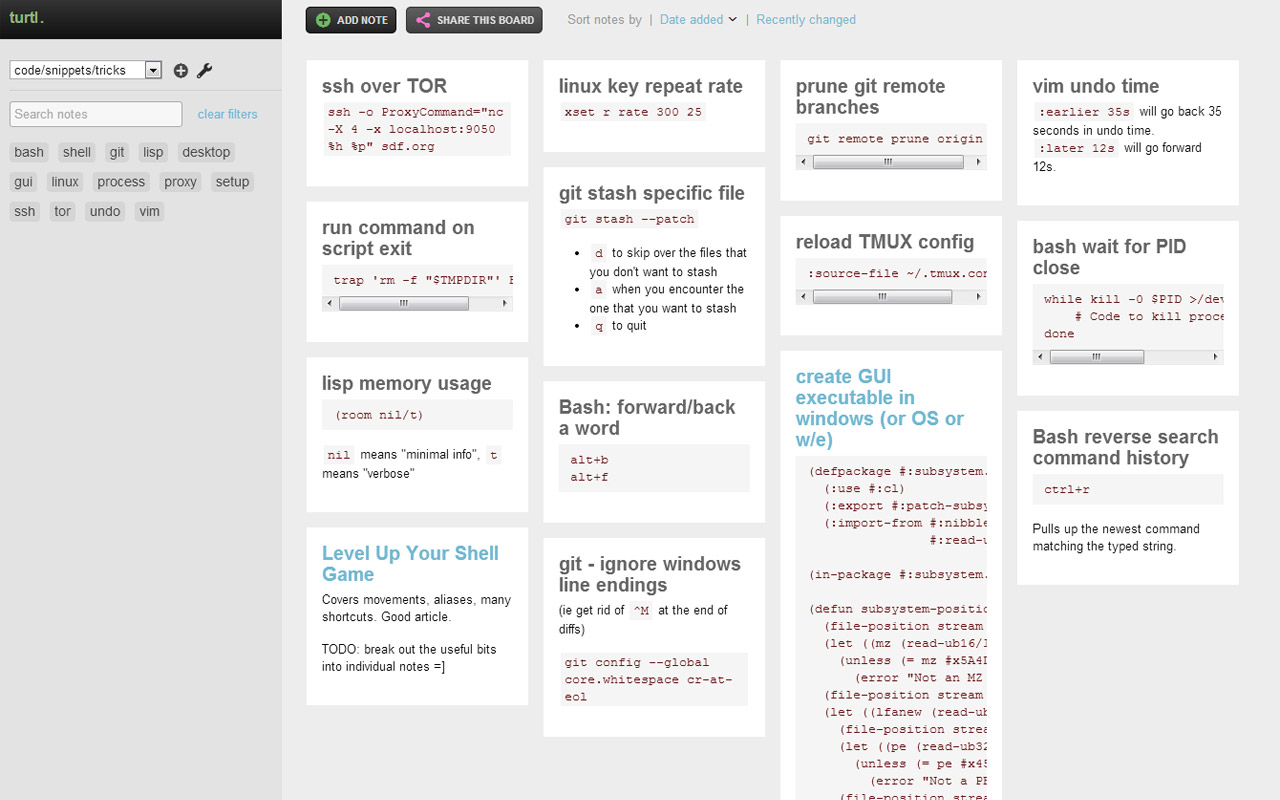 turtl.
ADD NOTE
SHARE THIS BOARD
Sort notes by | Date added | Recently changed
code/snippets/tricks
Search notes
clear filters
bash shell git lisp desktop
gui linux process proxy setup
ssh tor undo vim
ssh over TOR
ssh -o ProxyCommand="nc
-X 4 -x localhost:9050
%h %p" sdf.org
run command on
script exit
trap 'rm -f "$TMPDIR"'
lisp memory usage
(room nil/t)
nil means "minimal info", t
means "verbose"
Level Up Your Shell
Game
Covers movements, aliases, many
shortcuts. Good article.
TODO: break out the useful bits
into individual notes =]
linux key repeat rate
xset r rate 300 25
git stash specific file
git stash --patch
• d to skip over the files that
you don't want to stash
• a when you encounter the
one that you want to stash
• q to quit
Bash: forward/back
a word
alt+b
alt+f
git - ignore windows
line endings
(ie get rid of ^M at the end of
diffs)
git config --global
core.whitespace cr-at-
eol
prune git remote
branches
git remote prune origin
reload TMUX config
:source-file ~/.tmux.con
create GUI
executable in
windows (or OS or
w/e)
(defpackage #:subsystem.
(:use #:cl)
(:export #:patch-subsy
(:import-from #:nibble
#:read-u
(in-package #:subsystem.
(defun subsystem-positio
(file-position stream
(let ((mz (read-ub16/l
(unless (= mz #x5A4D
(error "Not an MZ
(file-position stream
(let ((lfanew (read-ub
(file-position strea
(let ((pe (read-ub32
(unless (= pe #x45
(error "Not a PE
(file-position strea
vim undo time
:earlier 35s will go back 35
seconds in undo time.
:later 12s will go forward
12s.
bash wait for PID
close
while kill -0 $PID >/dev
# Code to kill proce
done
Bash reverse search
command history
ctrl+r
Pulls up the newest command
matching the typed string.